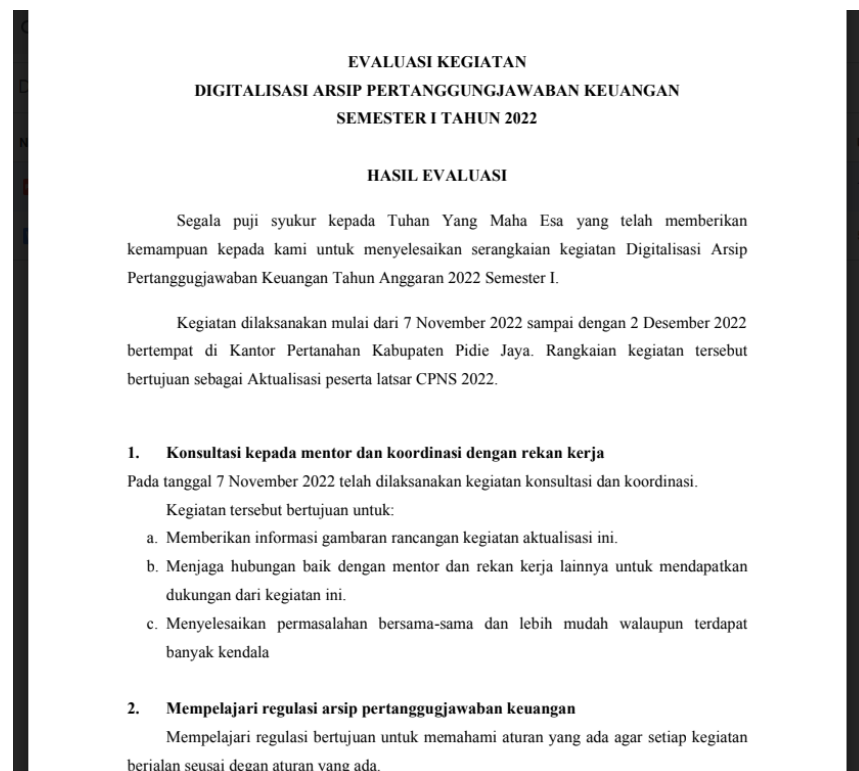 EVALUASI KEGIATAN
DIGITALISASI ARSIP PERTANGGUNGJAWABAN KEUANGAN
SEMESTER I TAHUN 2022
HASIL EVALUASI
Segala puji syukur kepada Tuhan Yang Maha Esa yang telah memberikan
kemampuan kepada kami untuk menyelesaikan serangkaian kegiatan Digitalisasi Arsip
Pertanggugjawaban Keuangan Tahun Anggaran 2022 Semester I.
Kegiatan dilaksanakan mulai dari 7 November 2022 sampai dengan 2 Desember 2022
bertempat di Kantor Pertanahan Kabupaten Pidie Jaya. Rangkaian kegiatan tersebut
bertujuan sebagai Aktualisasi peserta latsar CPNS 2022.
1. Konsultasi kepada mentor dan koordinasi dengan rekan kerja
Pada tanggal 7 November 2022 telah dilaksanakan kegiatan konsultasi dan koordinasi.
Kegiatan tersebut bertujuan untuk:
a. Memberikan informasi gambaran rancangan kegiatan aktualisasi ini.
b. Menjaga hubungan baik dengan mentor dan rekan kerja lainnya untuk mendapatkan
dukungan dari kegiatan ini.
c. Menyelesaikan permasalahan bersama-sama dan lebih mudah walaupun terdapat
banyak kendala
2. Mempelajari regulasi arsip pertanggugjawaban keuangan
Mempelajari regulasi bertujuan untuk memahami aturan yang ada agar setiap kegiatan
berjalan seusai degan aturan yang ada.